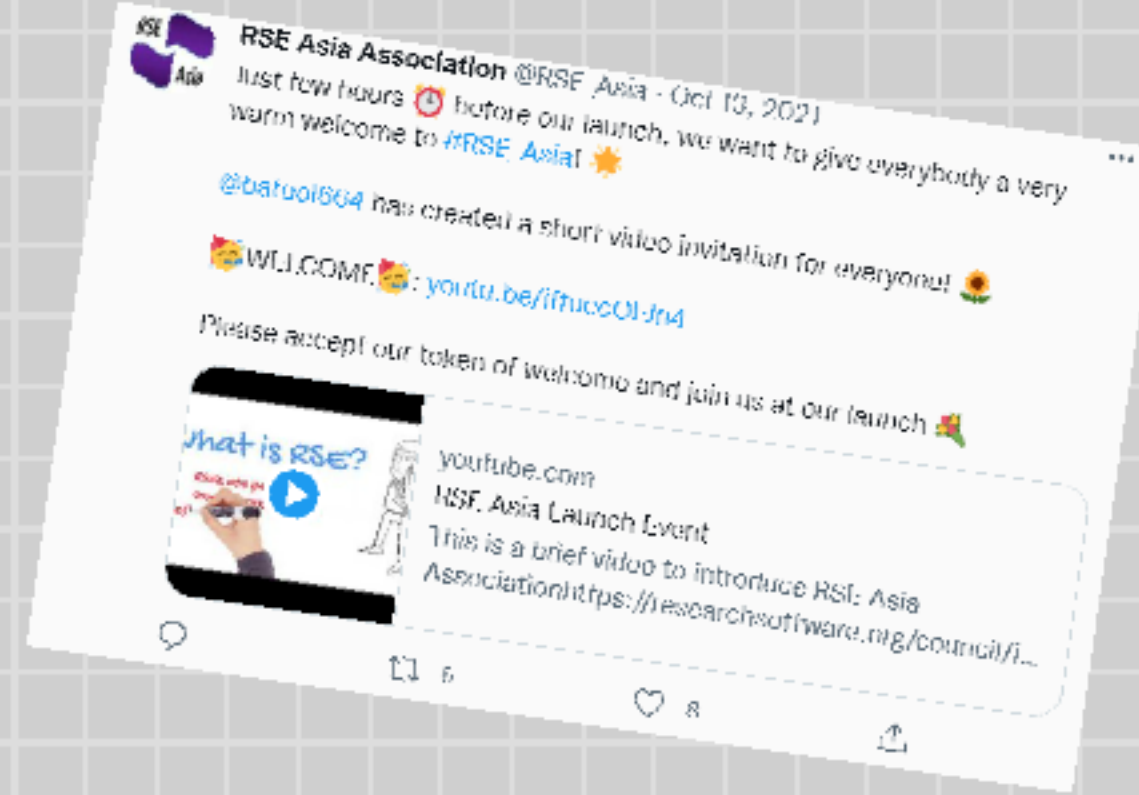 RSE
Asia
RSE Asia Association @RSE_Asia · Oct 13, 2021
Just few hours ⏰ before our launch, we want to give everybody a very
warm welcome to #RSE_Asia! 🌟
@batool664 has created a short video invitation for everyone! 🌻
🥳WELCOME🥳: youtu.be/
Please accept our token of welcome and join us at our launch 💐
What is RSE?
youtube.com
RSE Asia Launch Event
This is a brief video to introduce RSE Asia
Associationhttps://researchsoftware.org/council/i...
6
8